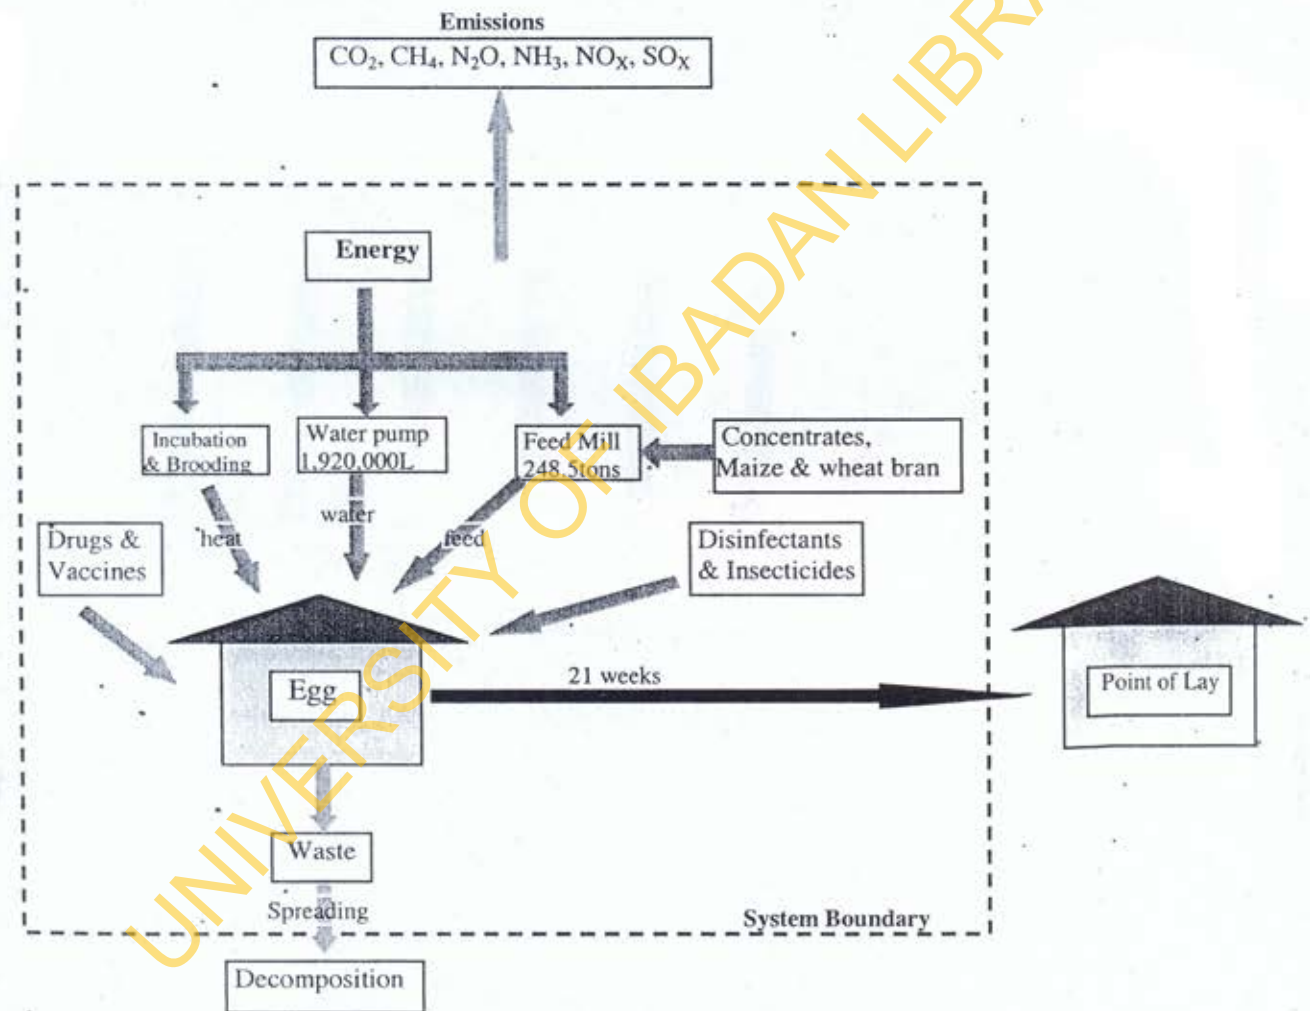 Emissions
CO₂, CH₄, N₂O, NH₃, NOₓ, SOₓ
Energy
Incubation
& Brooding
Water pump
1,920,000L
Feed Mill
248.5tons
Concentrates,
Maize & wheat bran
Drugs &
Vaccines
heat
water
feed
Disinfectants
& Insecticides
Egg
21 weeks
Point of Lay
Waste
Spreading
System Boundary
Decomposition
UNIVERSITY OF IBADAN LIBRA